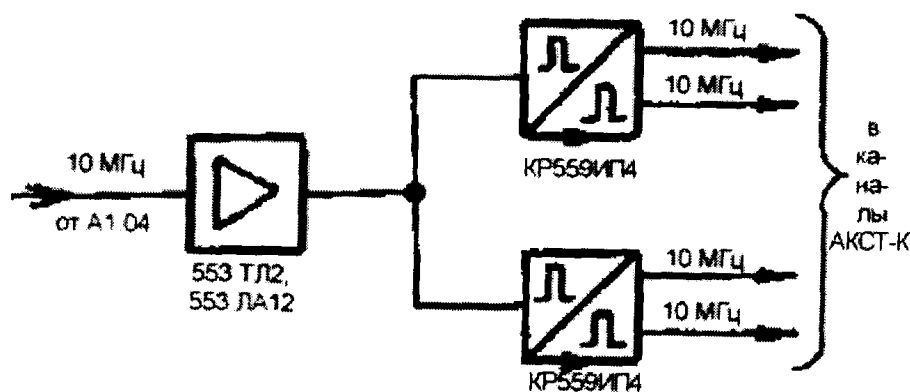 10 МГц
от А1.04
553 ТЛ2,
553 ЛА12
10 МГц
10 МГц
КР559ИП4
10 МГц
10 МГц
КР559ИП4
в
ка-
на-
лы
АКСТ-К